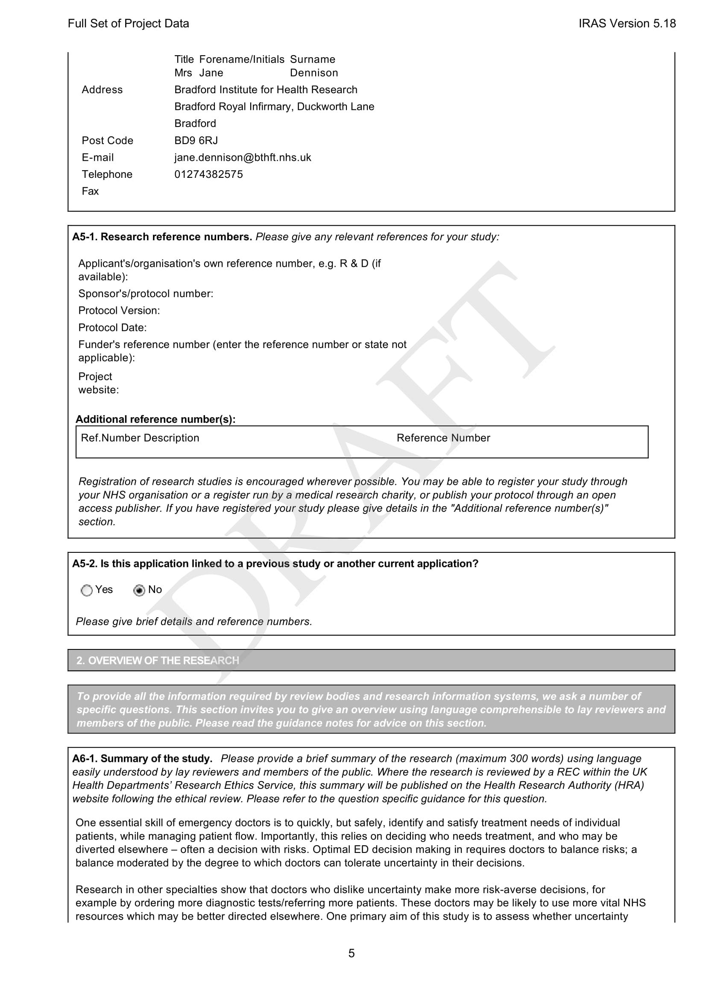 Full Set of Project Data IRAS Version 5.18
Title Forename/Initials Surname
Mrs Jane Dennison
Address Bradford Institute for Health Research
Bradford Royal Infirmary, Duckworth Lane
Bradford
Post Code BD9 6RJ
E-mail jane.dennison@bthft.nhs.uk
Telephone 01274382575
Fax
A5-1. Research reference numbers. Please give any relevant references for your study:
Applicant's/organisation's own reference number, e.g. R & D (if
available):
Sponsor's/protocol number:
Protocol Version:
Protocol Date:
Funder's reference number (enter the reference number or state not
applicable):
Project
website:
Additional reference number(s):
Ref.Number Description Reference Number
Registration of research studies is encouraged wherever possible. You may be able to register your study through
your NHS organisation or a register run by a medical research charity, or publish your protocol through an open
access publisher. If you have registered your study please give details in the "Additional reference number(s)"
section.
A5-2. Is this application linked to a previous study or another current application?
Yes No
Please give brief details and reference numbers.
2. OVERVIEW OF THE RESEARCH
To provide all the information required by review bodies and research information systems, we ask a number of
specific questions. This section invites you to give an overview using language comprehensible to lay reviewers and
members of the public. Please read the guidance notes for advice on this section.
A6-1. Summary of the study. Please provide a brief summary of the research (maximum 300 words) using language
easily understood by lay reviewers and members of the public. Where the research is reviewed by a REC within the UK
Health Departments’ Research Ethics Service, this summary will be published on the Health Research Authority (HRA)
website following the ethical review. Please refer to the question specific guidance for this question.
One essential skill of emergency doctors is to quickly, but safely, identify and satisfy treatment needs of individual
patients, while managing patient flow. Importantly, this relies on deciding who needs treatment, and who may be
diverted elsewhere – often a decision with risks. Optimal ED decision making in requires doctors to balance risks; a
balance moderated by the degree to which doctors can tolerate uncertainty in their decisions.
Research in other specialties show that doctors who dislike uncertainty make more risk-averse decisions, for
example by ordering more diagnostic tests/referring more patients. These doctors may be likely to use more vital NHS
resources which may be better directed elsewhere. One primary aim of this study is to assess whether uncertainty
5
DRAFT